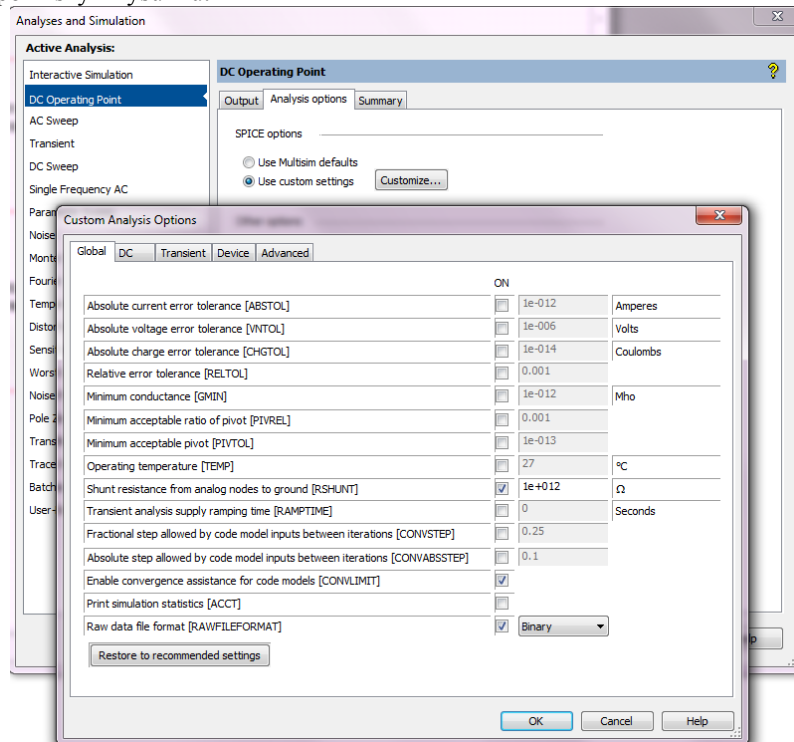 Analyses and Simulation
Active Analysis:
Interactive Simulation
DC Operating Point
AC Sweep
Transient
DC Sweep
Single Frequency AC
DC Operating Point
Output Analysis options Summary
SPICE options
Use Multisim defaults
Use custom settings Customize...
Custom Analysis Options
Global DC Transient Device Advanced
ON
Absolute current error tolerance [ABSTOL] 1e-012 Amperes
Absolute voltage error tolerance [VNTOL] 1e-006 Volts
Absolute charge error tolerance [CHGTOL] 1e-014 Coulombs
Relative error tolerance [RELTOL] 0.001
Minimum conductance [GMIN] 1e-012 Mho
Minimum acceptable ratio of pivot [PIVREL] 0.001
Minimum acceptable pivot [PIVTOL] 1e-013
Operating temperature [TEMP] 27 °C
Shunt resistance from analog nodes to ground [RSHUNT] 1e+012 Ω
Transient analysis supply ramping time [RAMPTIME] 0 Seconds
Fractional step allowed by code model inputs between iterations [CONVSTEP] 0.25
Absolute step allowed by code model inputs between iterations [CONVABSSTEP] 0.1
Enable convergence assistance for code models [CONVLIMIT]
Print simulation statistics [ACCT]
Raw data file format [RAWFILEFORMAT] Binary
Restore to recommended settings
OK Cancel Help